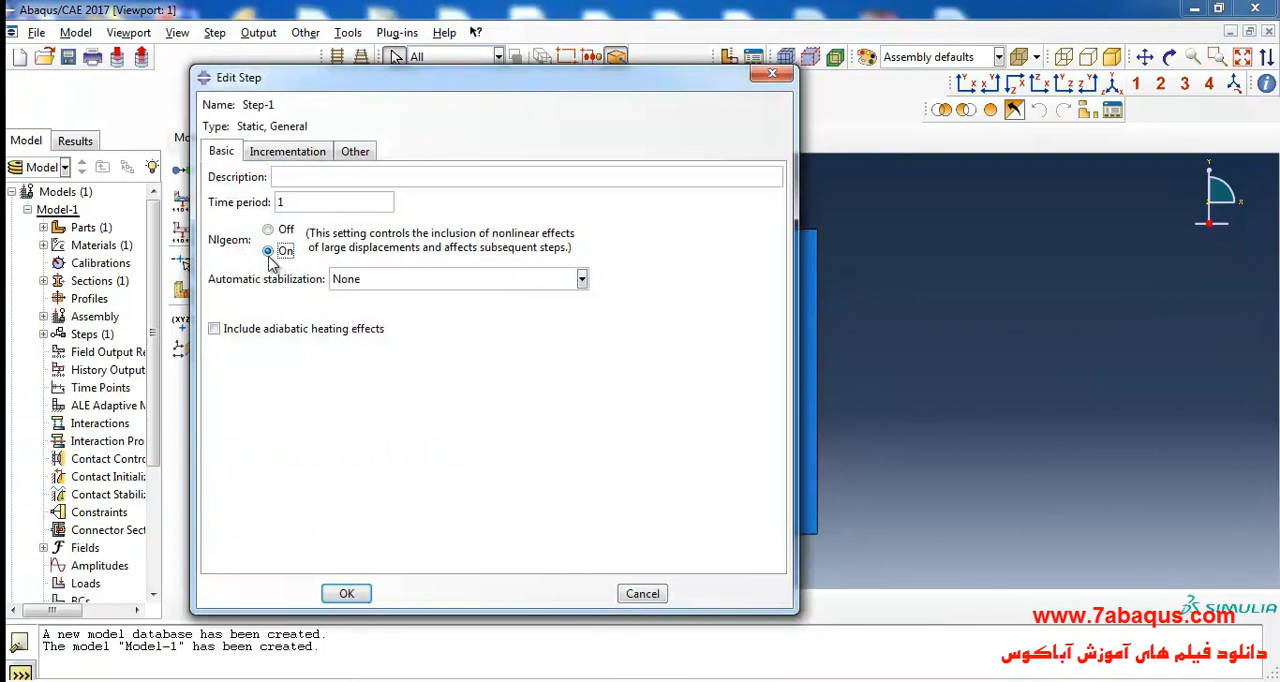 Abaqus/CAE 2017 [Viewport: 1]
File Model Viewport View Step Output Other Tools Plug-ins Help
All
Assembly defaults
1 2 3 4
Edit Step
Name: Step-1
Type: Static, General
Basic Incrementation Other
Description:
Time period: 1
Nlgeom:
Off
On
(This setting controls the inclusion of nonlinear effects
of large displacements and affects subsequent steps.)
Automatic stabilization: None
Include adiabatic heating effects
OK Cancel
Model Results
Model
Models (1)
Model-1
Parts (1)
Materials (1)
Calibrations
Sections (1)
Profiles
Assembly
Steps (1)
Field Output Re
History Output
Time Points
ALE Adaptive M
Interactions
Interaction Pro
Contact Contro
Contact Initiali
Contact Stabili
Constraints
Connector Sect
Fields
Amplitudes
Loads
BCs
Y
X
SIMULIA
www.7abaqus.com
دانلود فیلم های آموزش آباکوس
A new model database has been created.
The model "Model-1" has been created.